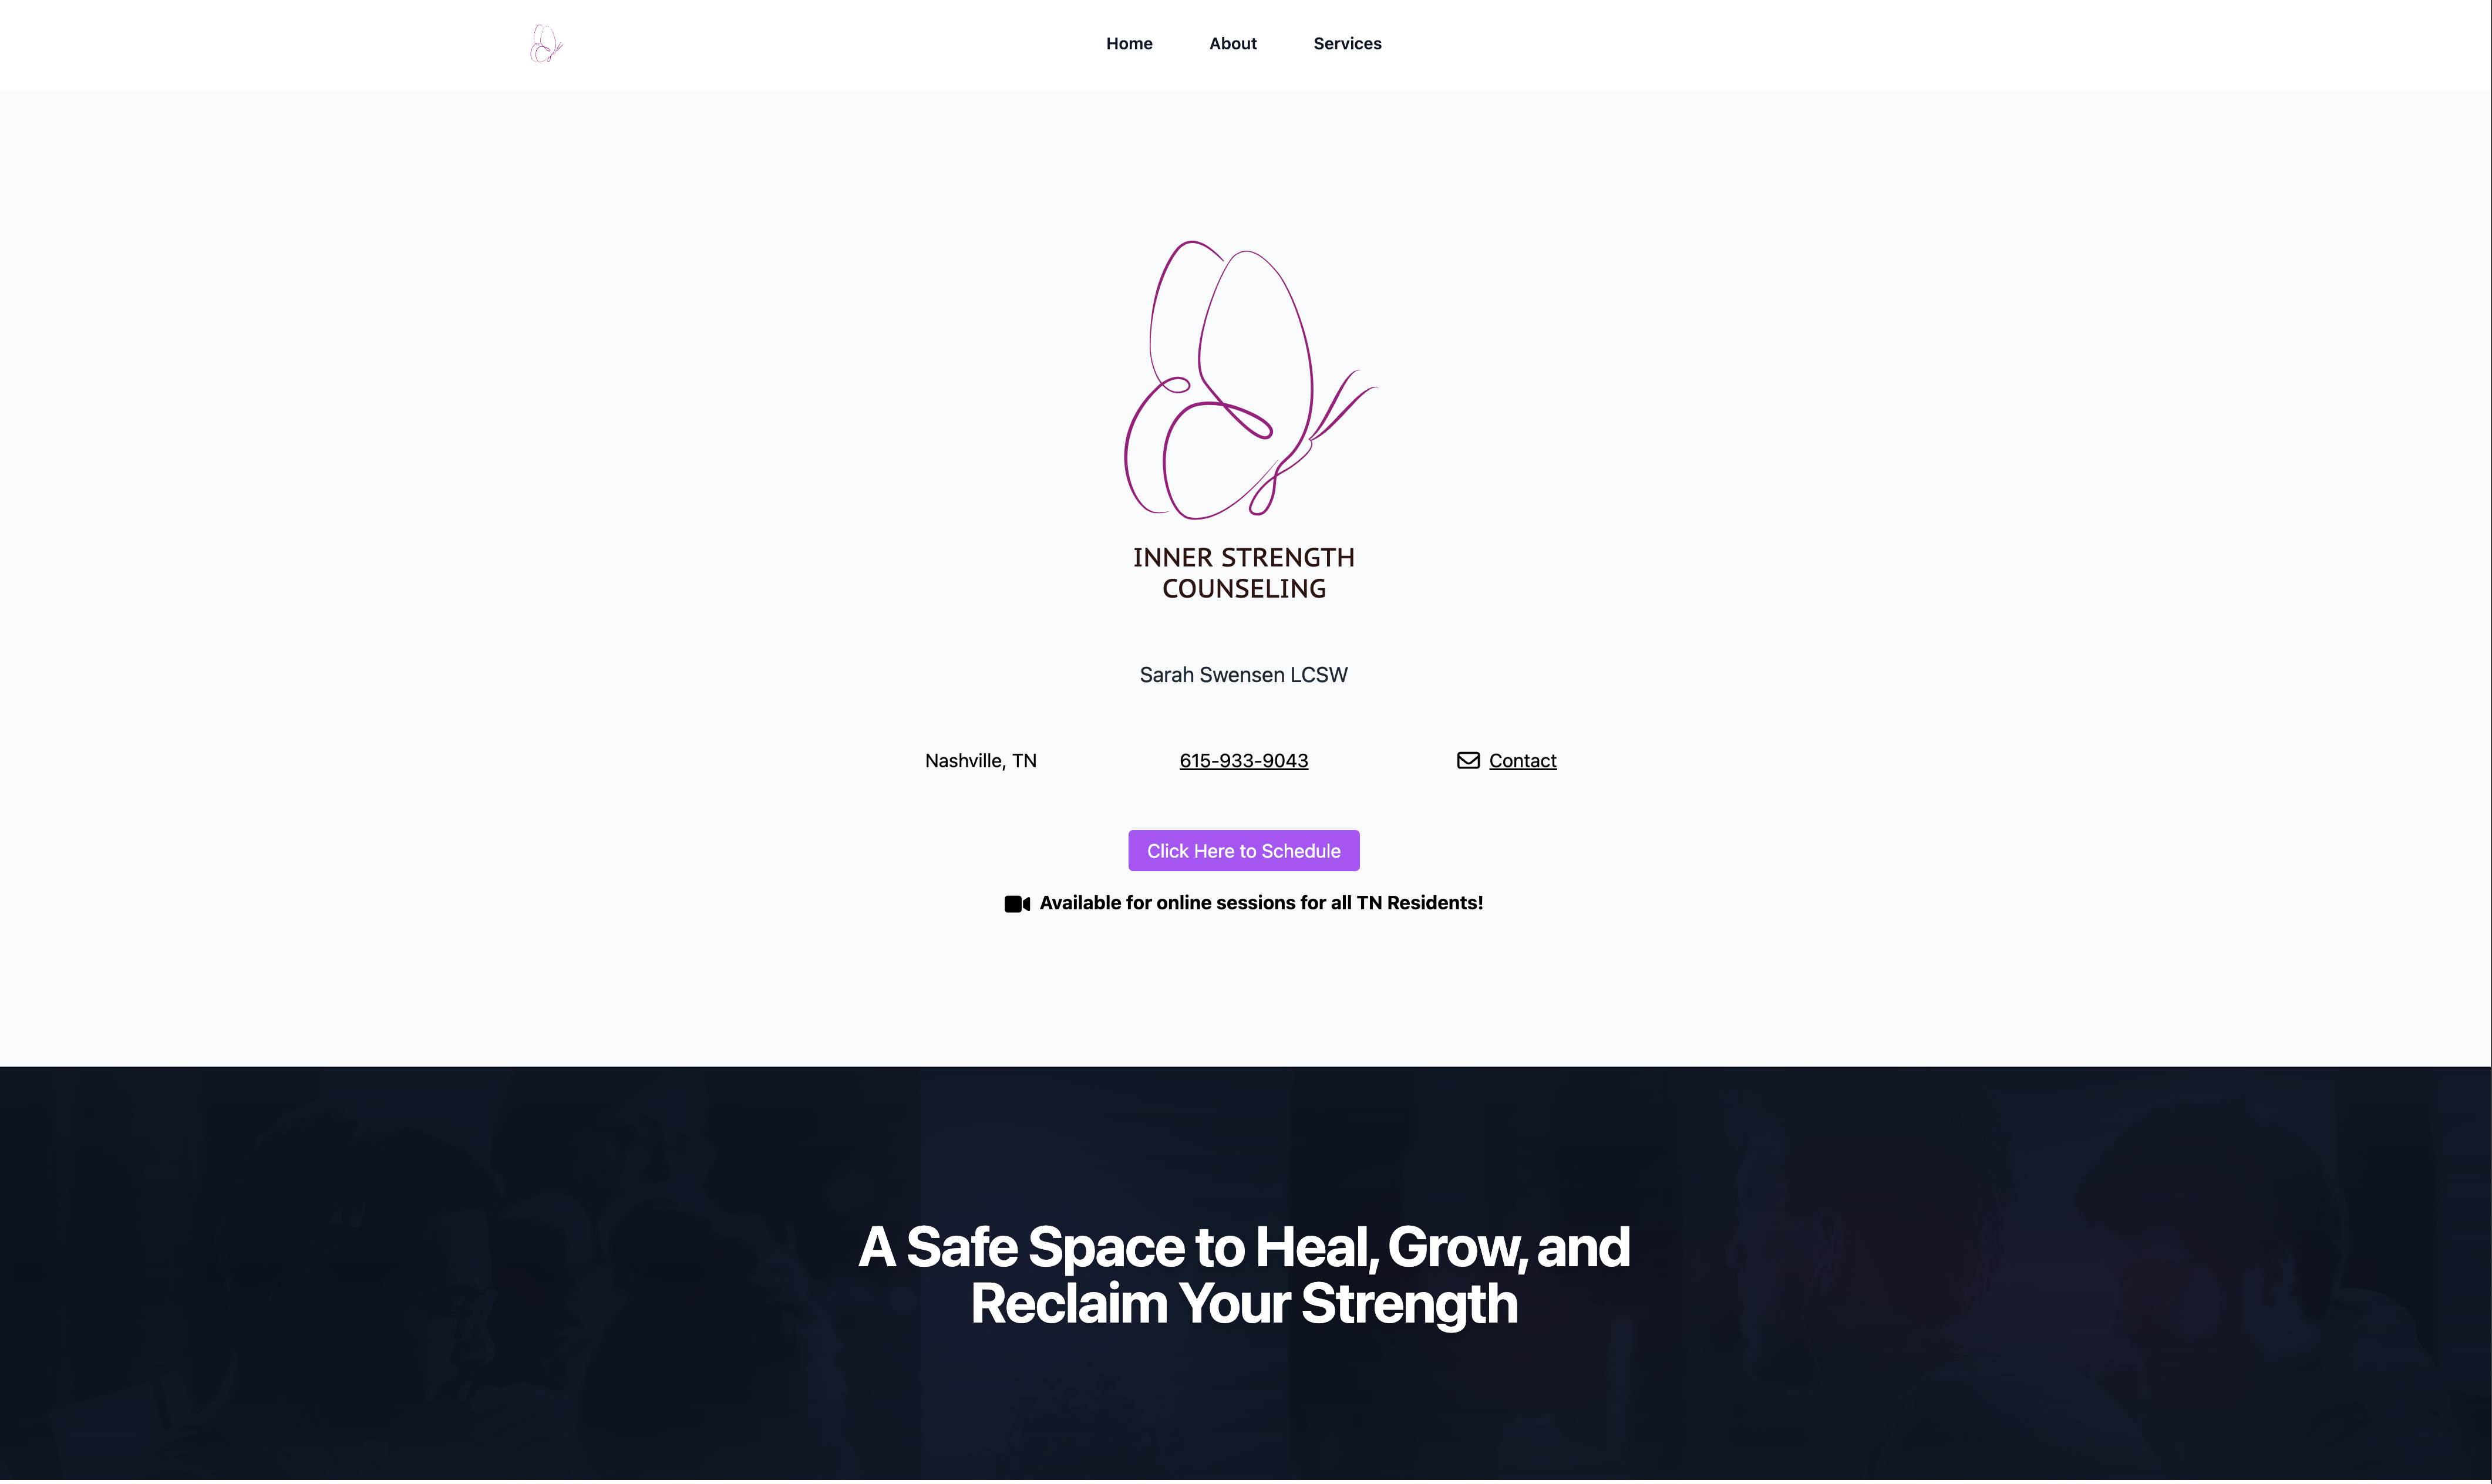 Home About Services
INNER STRENGTH
COUNSELING
Sarah Swensen LCSW
Nashville, TN 615-933-9043 Contact
Click Here to Schedule
Available for online sessions for all TN Residents!
A Safe Space to Heal, Grow, and
Reclaim Your Strength